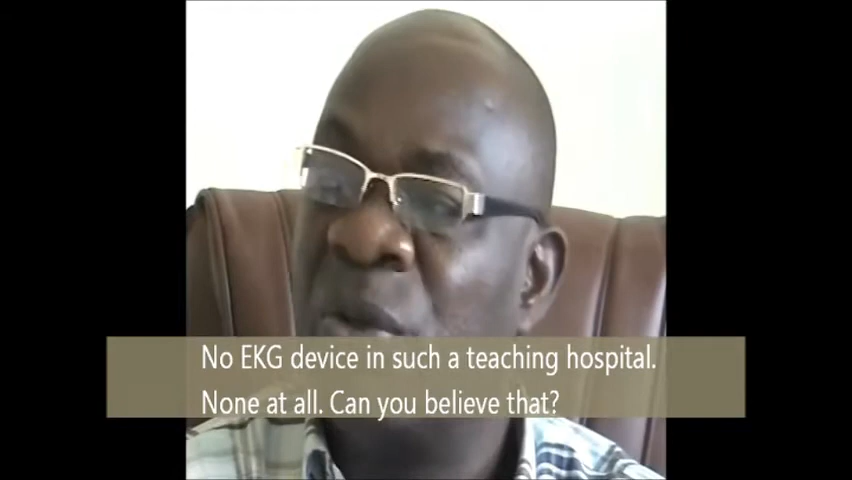 No EKG device in such a teaching hospital.
None at all. Can you believe that?